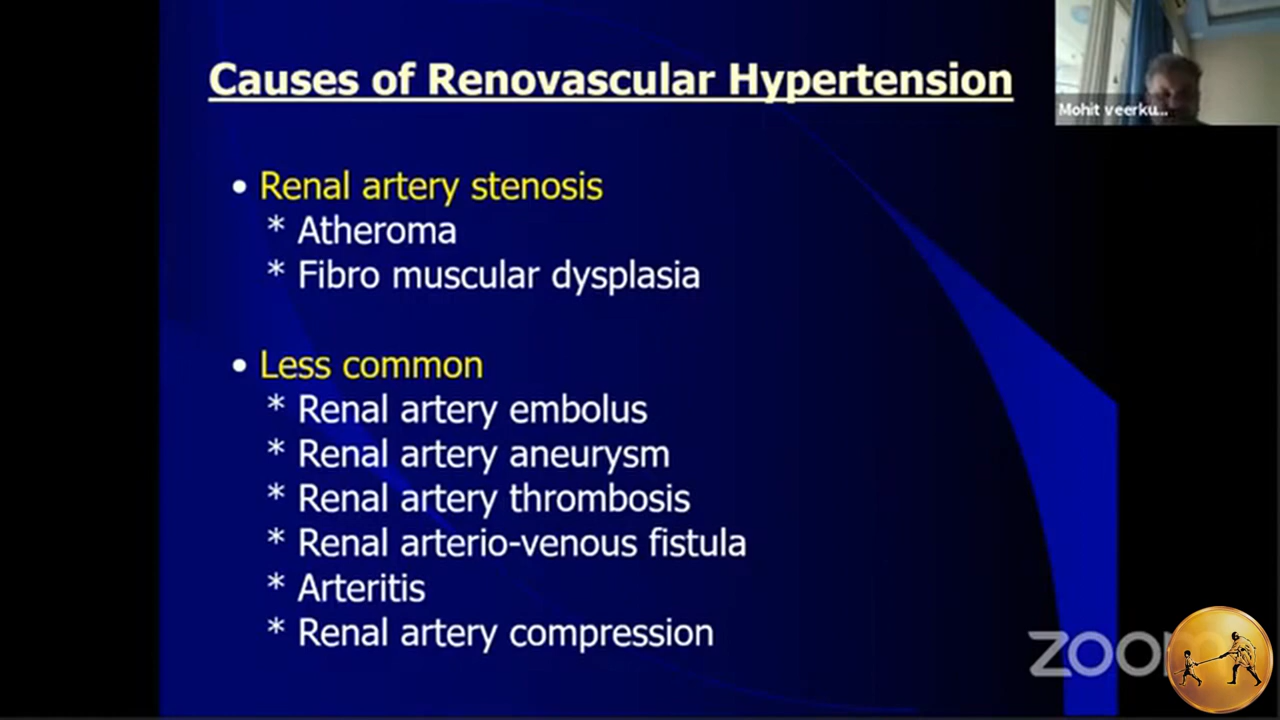 Causes of Renovascular Hypertension
Mohit veerku...
• Renal artery stenosis
* Atheroma
* Fibro muscular dysplasia
• Less common
* Renal artery embolus
* Renal artery aneurysm
* Renal artery thrombosis
* Renal arterio-venous fistula
* Arteritis
* Renal artery compression
zoom